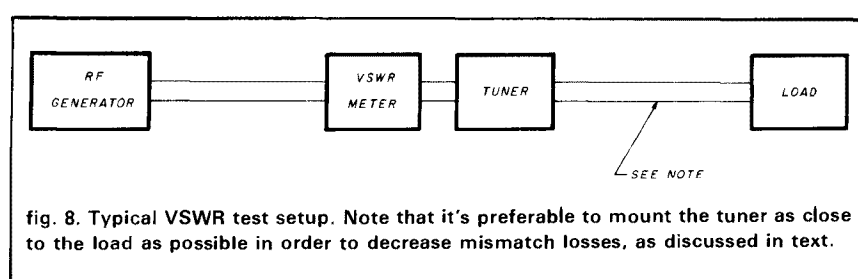 RF
GENERATOR
VSWR
METER
TUNER
LOAD
SEE NOTE
fig. 8. Typical VSWR test setup. Note that it's preferable to mount the tuner as close
to the load as possible in order to decrease mismatch losses, as discussed in text.